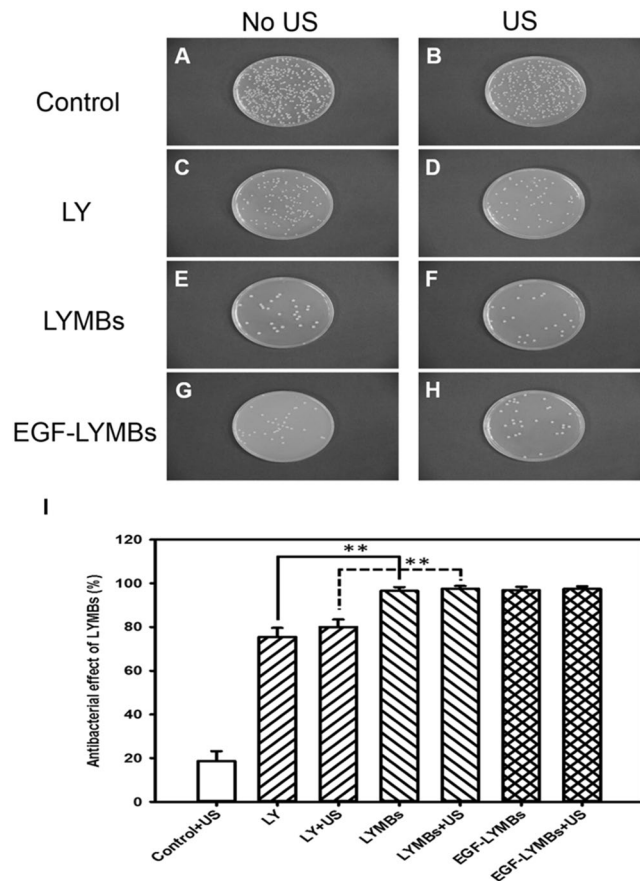 No US US
A B
Control
C D
LY
E F
LYMBs
G H
EGF-LYMBs
I
120
100
80
60
40
20
0
Antibacterial effect of LYMBs (%)
**
**
Control+US LY LY+US LYMBs LYMBs+US EGF-LYMBs EGF-LYMBs+US